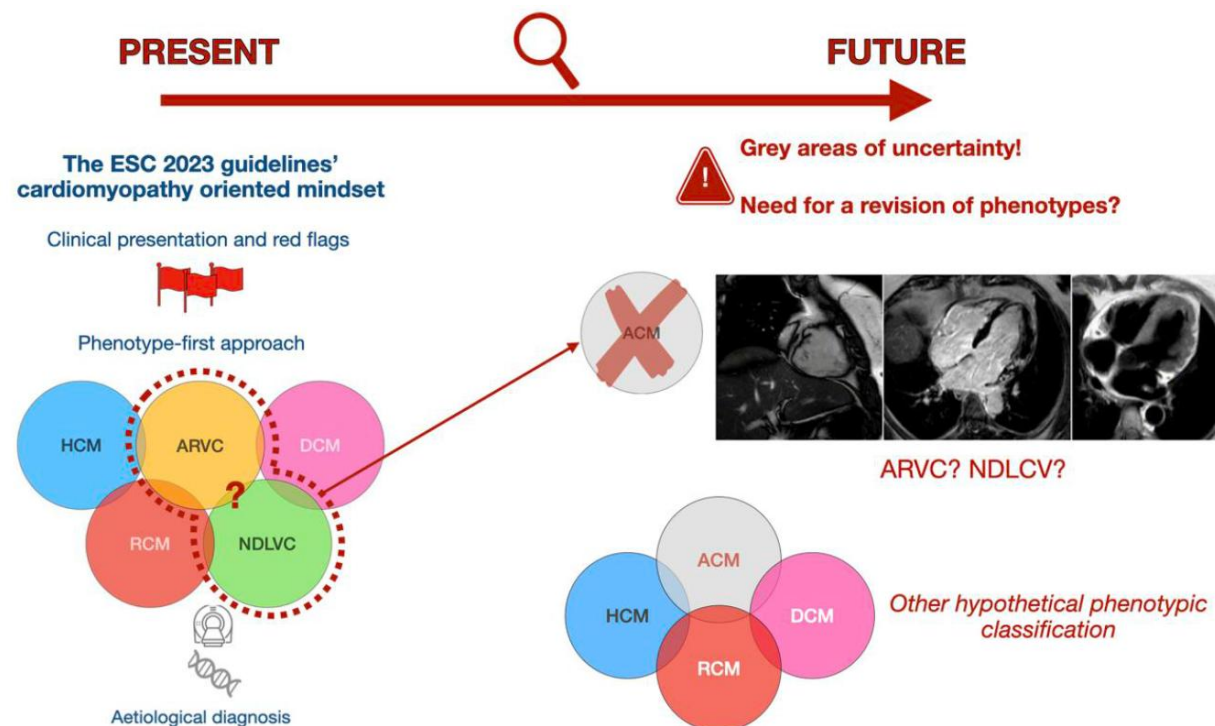 PRESENT
FUTURE
The ESC 2023 guidelines’
cardiomyopathy oriented mindset
Clinical presentation and red flags
Phenotype-first approach
HCM
ARVC
DCM
?
RCM
NDLVC
Aetiological diagnosis
!
Grey areas of uncertainty!
Need for a revision of phenotypes?
ACM
ARVC? NDLCV?
ACM
HCM
DCM
RCM
Other hypothetical phenotypic
classification